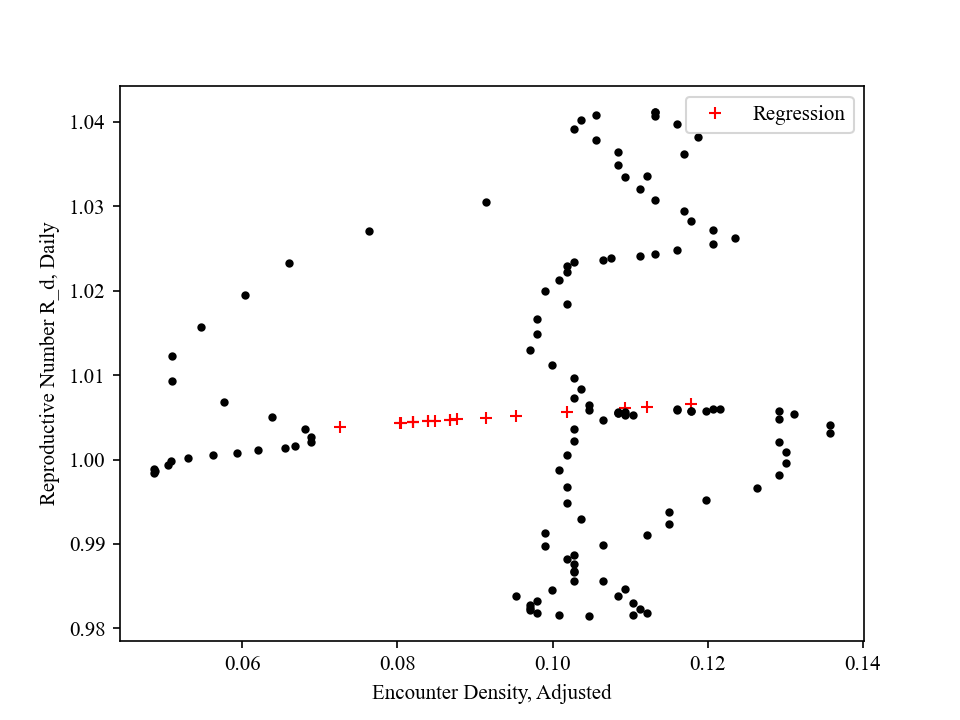 Regression
1.04
1.03
1.02
1.01
1.00
0.99
0.98
Reproductive Number R_d, Daily
0.06 0.08 0.10 0.12 0.14
Encounter Density, Adjusted